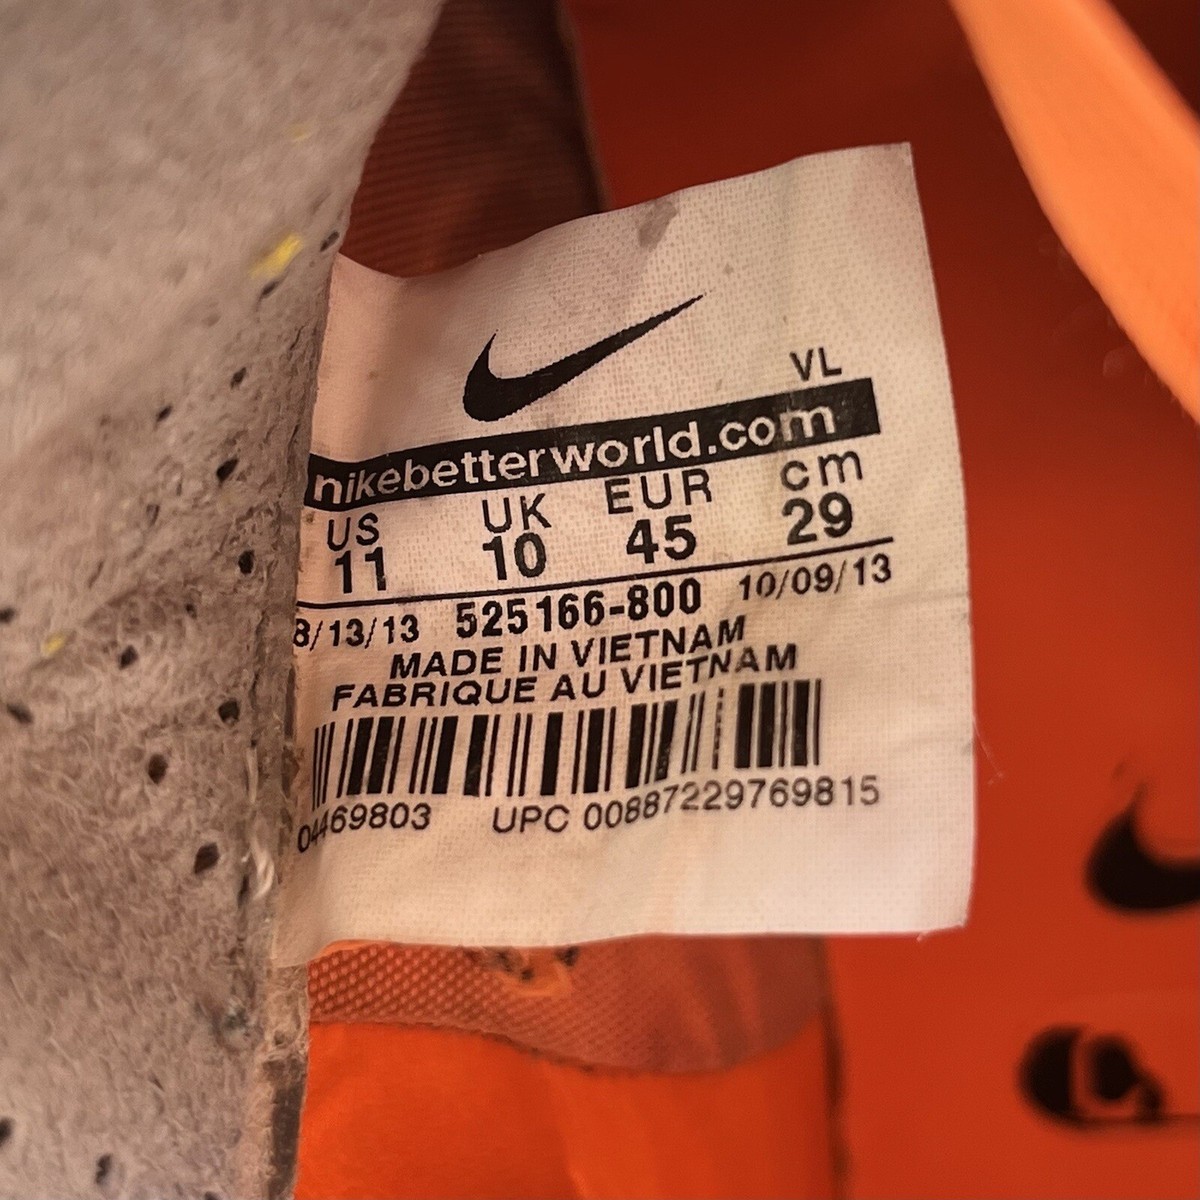 VL
nikebetterworld.com
US UK EUR cm
11 10 45 29
8/13/13 525166-800 10/09/13
MADE IN VIETNAM
FABRIQUE AU VIETNAM
04469803 UPC 00887229769815